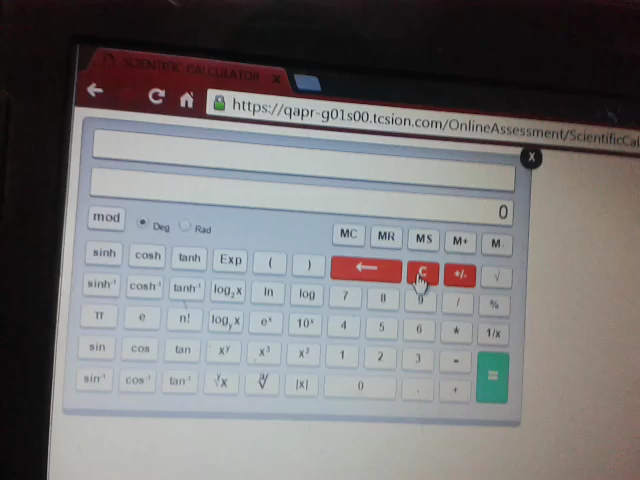 SCIENTIFIC CALCULATOR x
https://qapr-g01s00.tcsion.com/OnlineAssessment/ScientificCal
x
0
mod Deg Rad MC MR MS M+ M-
sinh cosh tanh Exp ( ) ← C +/- √
sinh⁻¹ cosh⁻¹ tanh⁻¹ log₂x ln log 7 8 9 / %
π e n! logᵧx eˣ 10ˣ 4 5 6 * 1/x
sin cos tan xʸ x³ x² 1 2 3 - =
sin⁻¹ cos⁻¹ tan⁻¹ ʸ√x ³√ |x| 0 . +